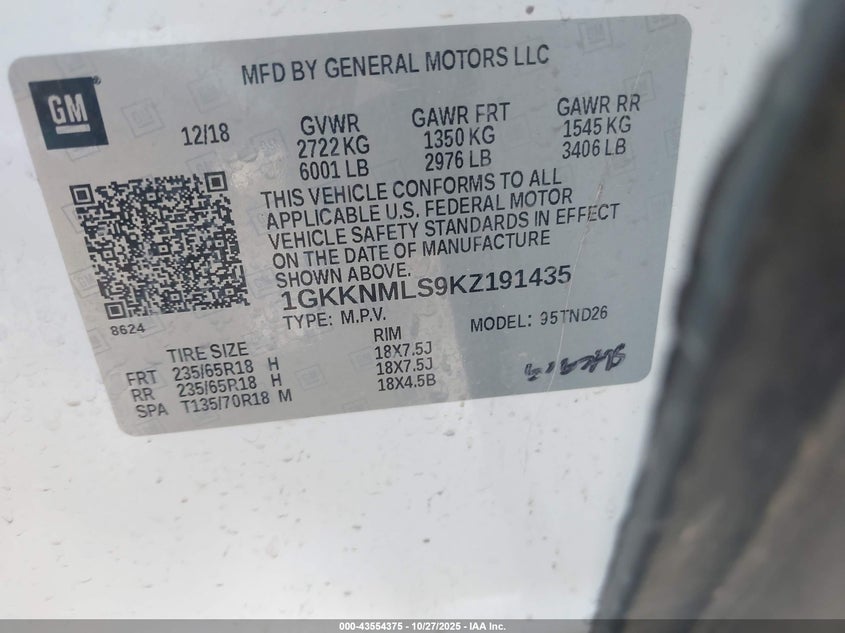 MFD BY GENERAL MOTORS LLC
GM
12/18 GVWR GAWR FRT GAWR RR
2722 KG 1350 KG 1545 KG
6001 LB 2976 LB 3406 LB
THIS VEHICLE CONFORMS TO ALL
APPLICABLE U.S. FEDERAL MOTOR
VEHICLE SAFETY STANDARDS IN EFFECT
ON THE DATE OF MANUFACTURE
SHOWN ABOVE.
1GKKNMLS9KZ191435
8624
TYPE: M.P.V. MODEL: 95TND26
TIRE SIZE RIM
FRT 235/65R18 H 18X7.5J
RR 235/65R18 H 18X7.5J
SPA T135/70R18 M 18X4.5B
000-43554375 - 10/27/2025 - IAA Inc.